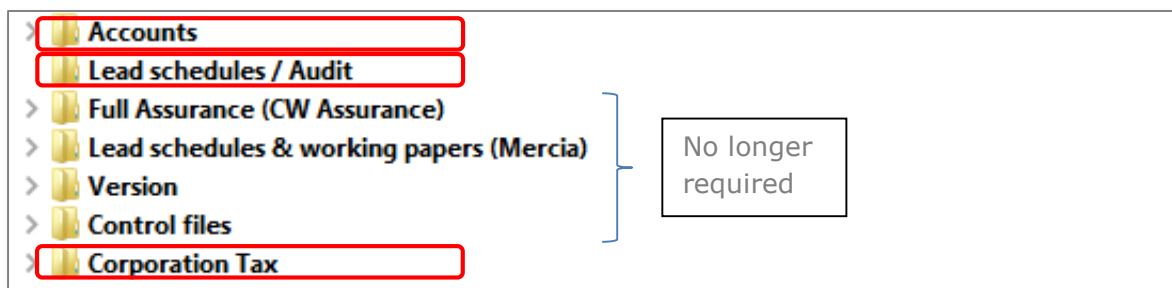 Accounts
Lead schedules / Audit
Full Assurance (CW Assurance)
Lead schedules & working papers (Mercia)
Version
Control files
Corporation Tax
No longer
required